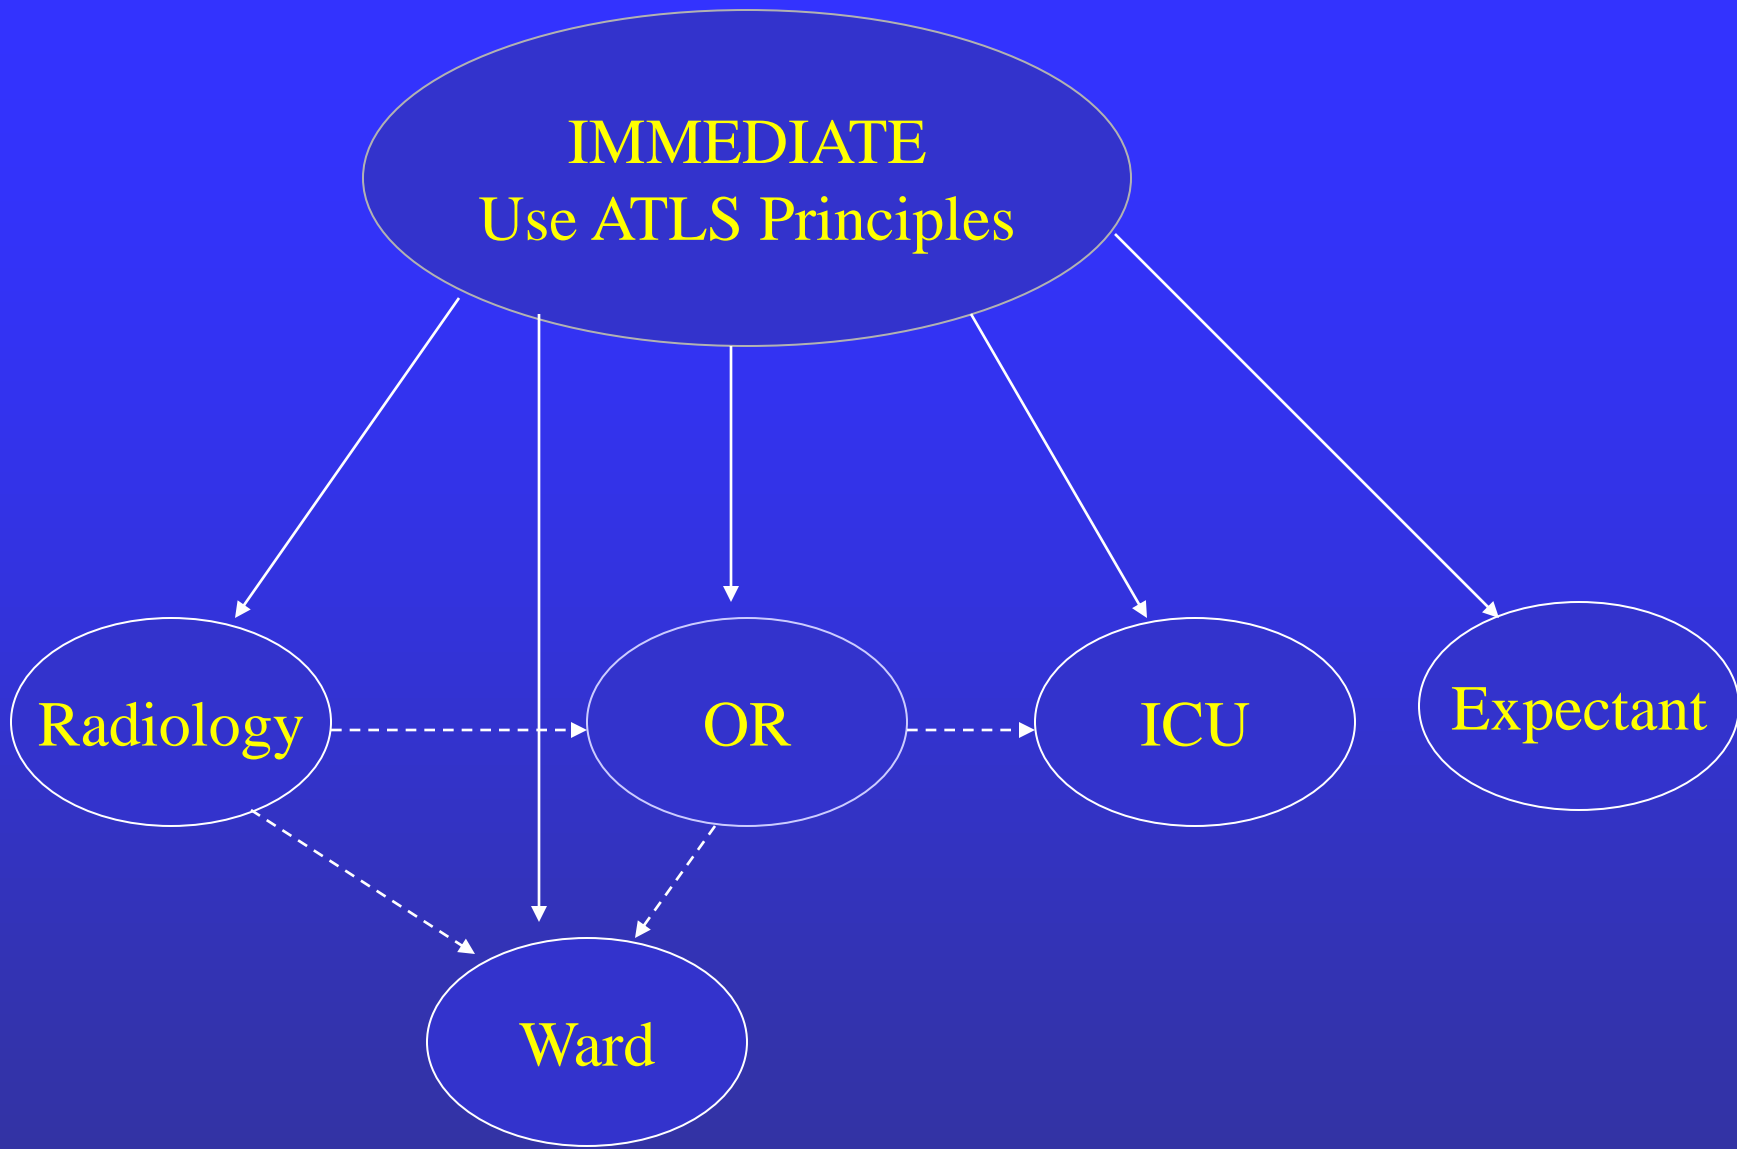 IMMEDIATE
Use ATLS Principles
Radiology
OR
ICU
Expectant
Ward